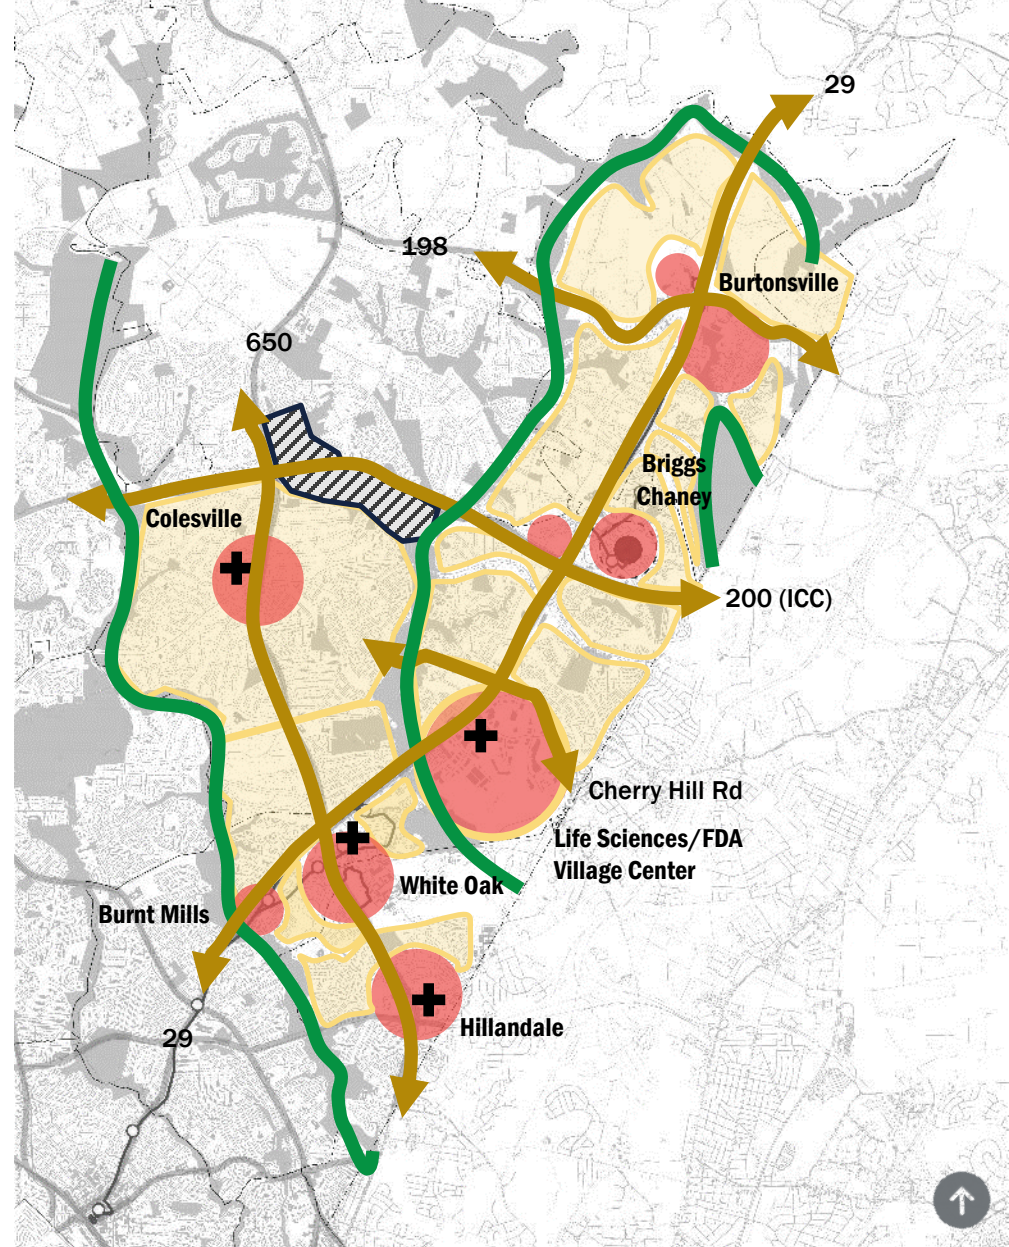 29
198
Burtonsville
650
Briggs
Chaney
Colesville
200 (ICC)
Cherry Hill Rd
Life Sciences/FDA
Village Center
White Oak
Burnt Mills
Hillandale
29